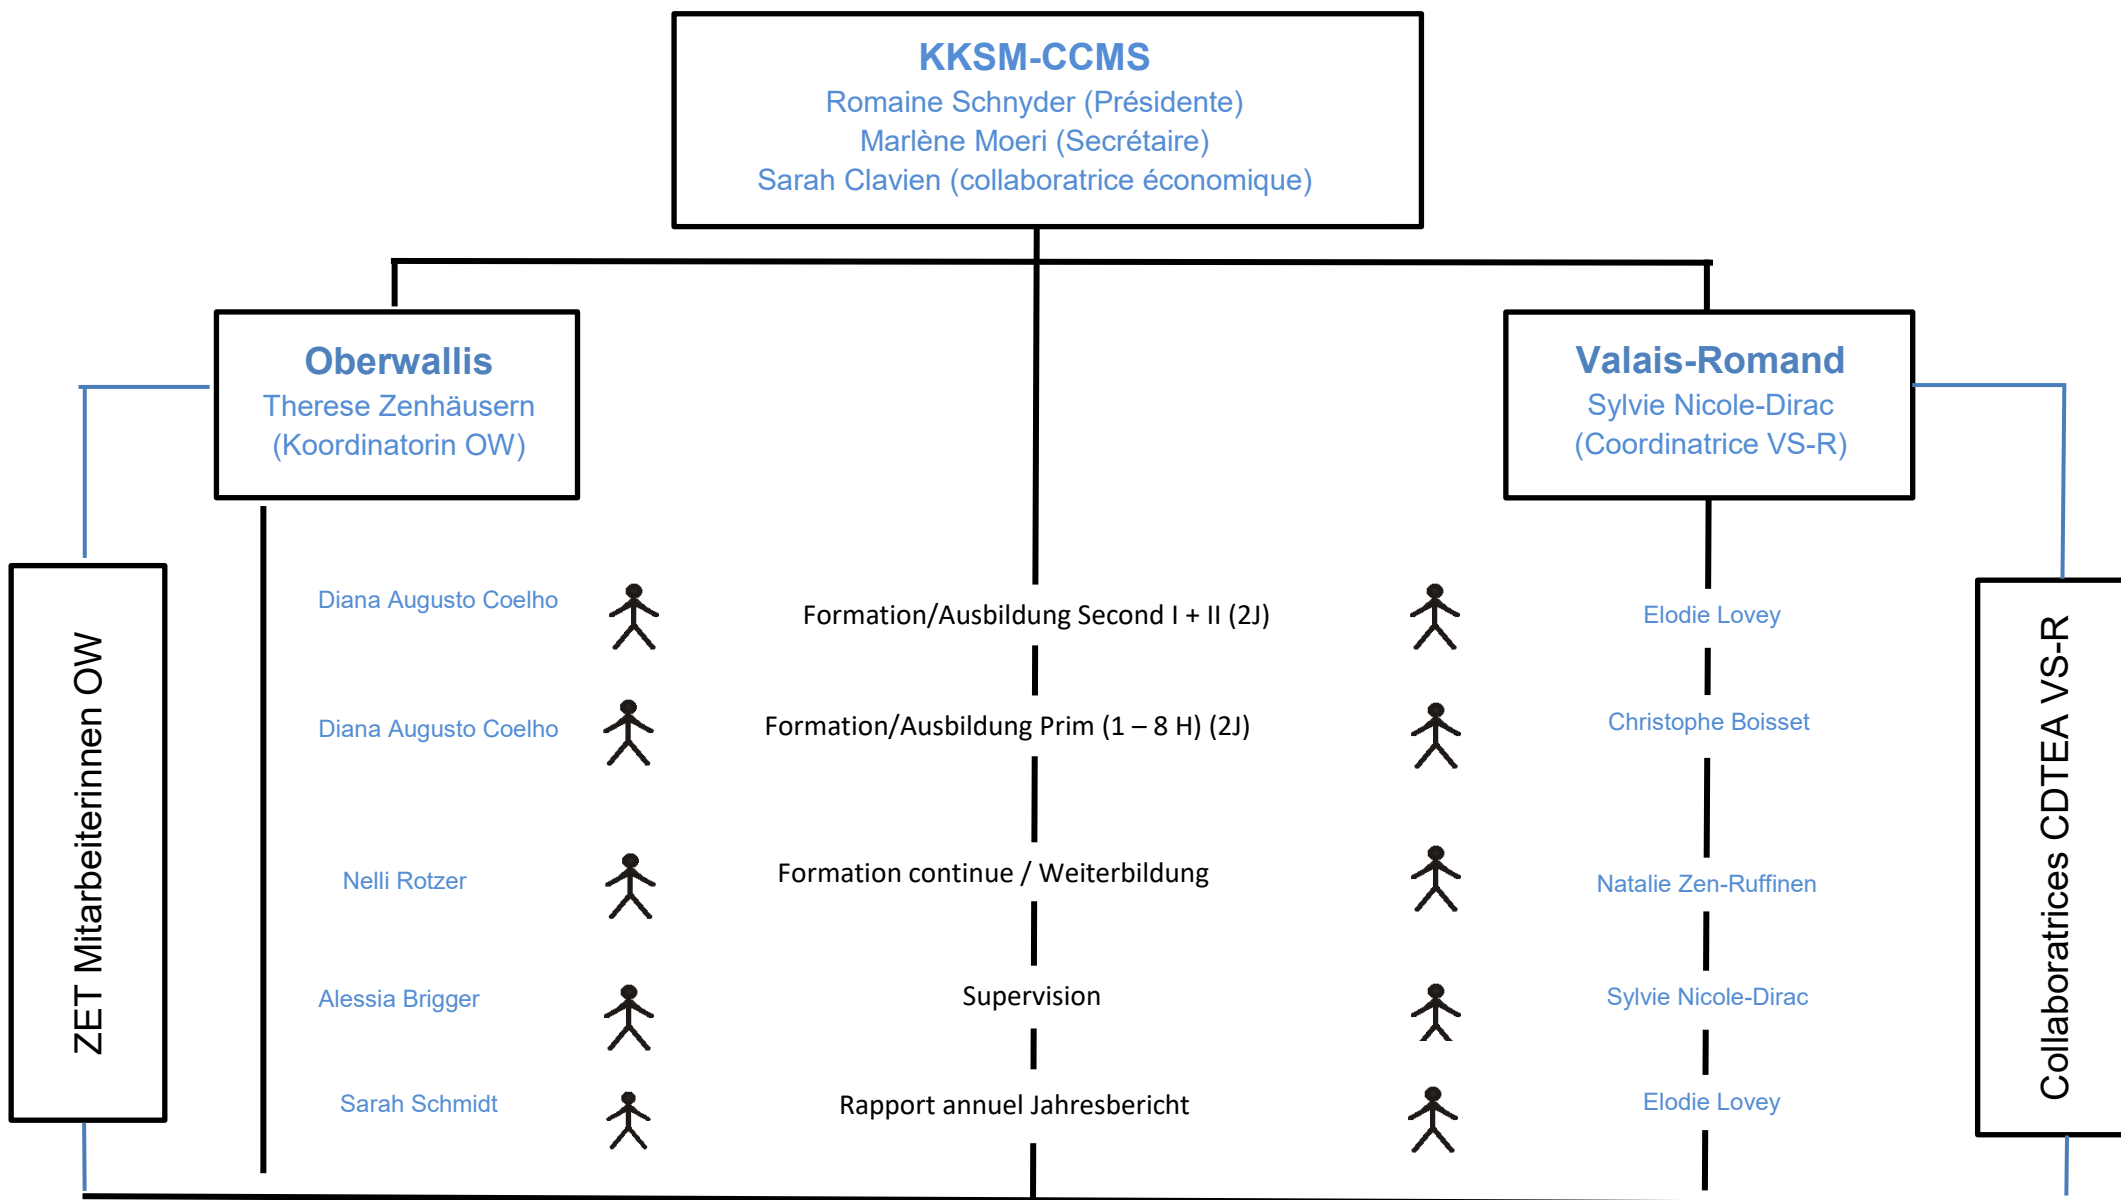 KKSM-CCMS
Romaine Schnyder (Présidente)
Marlène Moeri (Secrétaire)
Sarah Clavien (collaboratrice économique)
Oberwallis
Therese Zenhäusern
(Koordinatorin OW)
Valais-Romand
Sylvie Nicole-Dirac
(Coordinatrice VS-R)
ZET Mitarbeiterinnen OW
Collaboratrices CDTEA VS-R
Diana Augusto Coelho
Formation/Ausbildung Second I + II (2J)
Elodie Lovey
Diana Augusto Coelho
Formation/Ausbildung Prim (1 – 8 H) (2J)
Christophe Boisset
Nelli Rotzer
Formation continue / Weiterbildung
Natalie Zen-Ruffinen
Alessia Brigger
Supervision
Sylvie Nicole-Dirac
Sarah Schmidt
Rapport annuel Jahresbericht
Elodie Lovey